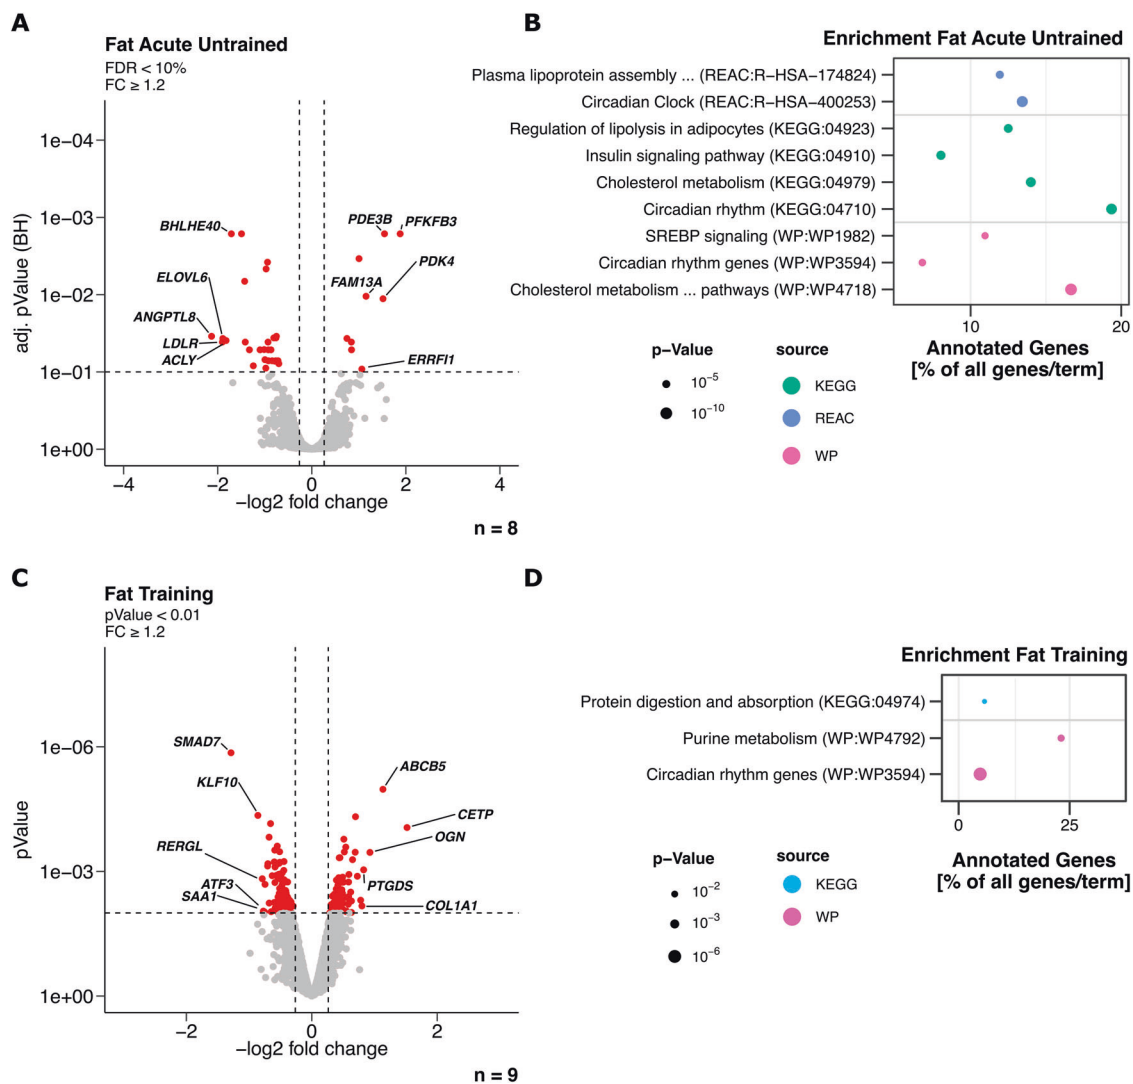 A
Fat Acute Untrained
FDR < 10%
FC ≥ 1.2
adj. pValue (BH)
1e−04
1e−03
1e−02
1e−01
1e+00
BHLHE40
PDE3B
PFKFB3
ELOVL6
PDK4
FAM13A
ANGPTL8
LDLR
ACLY
ERRFI1
−4
−2
0
2
4
−log2 fold change
n = 8
B
Enrichment Fat Acute Untrained
Plasma lipoprotein assembly ... (REAC:R−HSA−174824)
Circadian Clock (REAC:R−HSA−400253)
Regulation of lipolysis in adipocytes (KEGG:04923)
Insulin signaling pathway (KEGG:04910)
Cholesterol metabolism (KEGG:04979)
Circadian rhythm (KEGG:04710)
SREBP signaling (WP:WP1982)
Circadian rhythm genes (WP:WP3594)
Cholesterol metabolism ... pathways (WP:WP4718)
10
20
Annotated Genes
[% of all genes/term]
p−Value
10−5
10−10
source
KEGG
REAC
WP
C
Fat Training
pValue < 0.01
FC ≥ 1.2
pValue
1e−06
1e−03
1e+00
SMAD7
KLF10
ABCB5
CETP
OGN
RERGL
ATF3
SAA1
PTGDS
COL1A1
−2
0
2
−log2 fold change
n = 9
D
Enrichment Fat Training
Protein digestion and absorption (KEGG:04974)
Purine metabolism (WP:WP4792)
Circadian rhythm genes (WP:WP3594)
0
25
Annotated Genes
[% of all genes/term]
p−Value
10−2
10−3
10−6
source
KEGG
WP